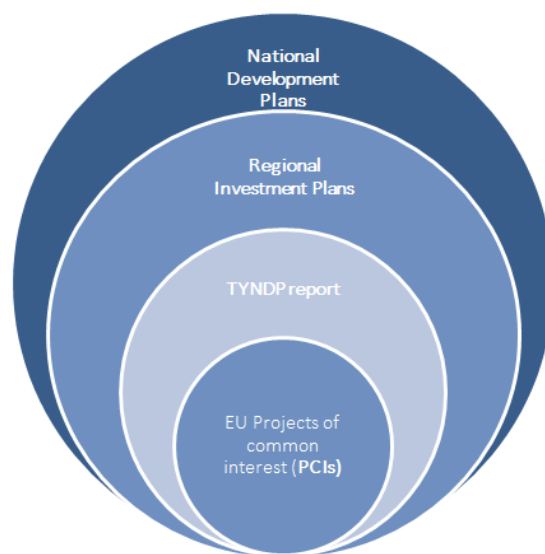 National
Development
Plans
Regional
Investment Plans
TYNDP report
EU Projects of
common
interest (PCIs)